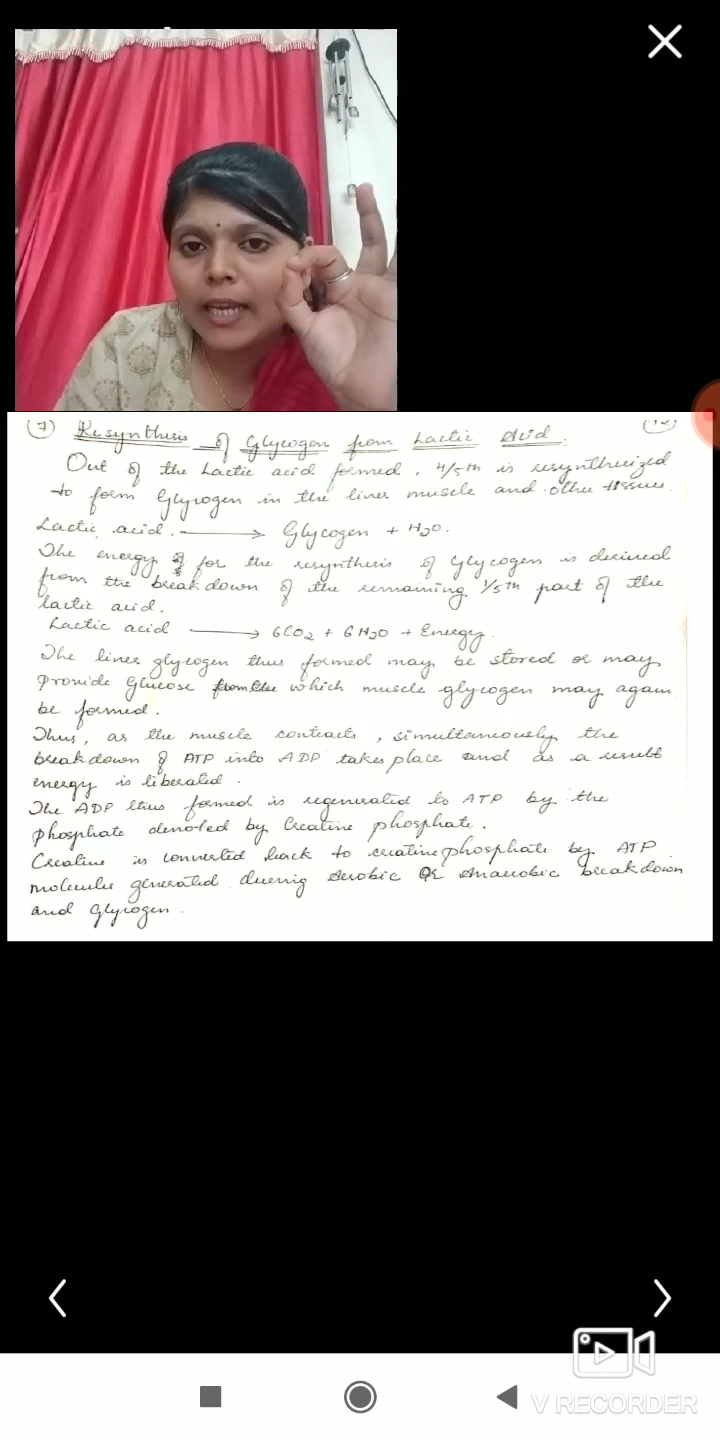 (7) Resynthesis of Glycogen from Lactic Acid :
Out of the Lactic acid formed, 4/5th is resynthesized
to form Glycogen in the liver muscle and other tissues.
Lactic acid. → Glycogen + H2O.
The energy for the resynthesis of Glycogen is derived
from the breakdown of the remaining 1/5th part of the
lactic acid.
Lactic acid → 6CO2 + 6H2O + Energy.
The liver glycogen thus formed may be stored or may
provide Glucose which muscle glycogen may again
be formed.
Thus, as the muscle contracts, simultaneously the
breakdown of ATP into ADP takes place and as a result
energy is liberated.
The ADP thus formed is regenerated to ATP by the
phosphate denoted by Creatine phosphate.
Creatine is converted back to creatine phosphate by ATP
molecules generated during Aerobic OR Anaerobic breakdown
and Glycogen.
V RECORDER